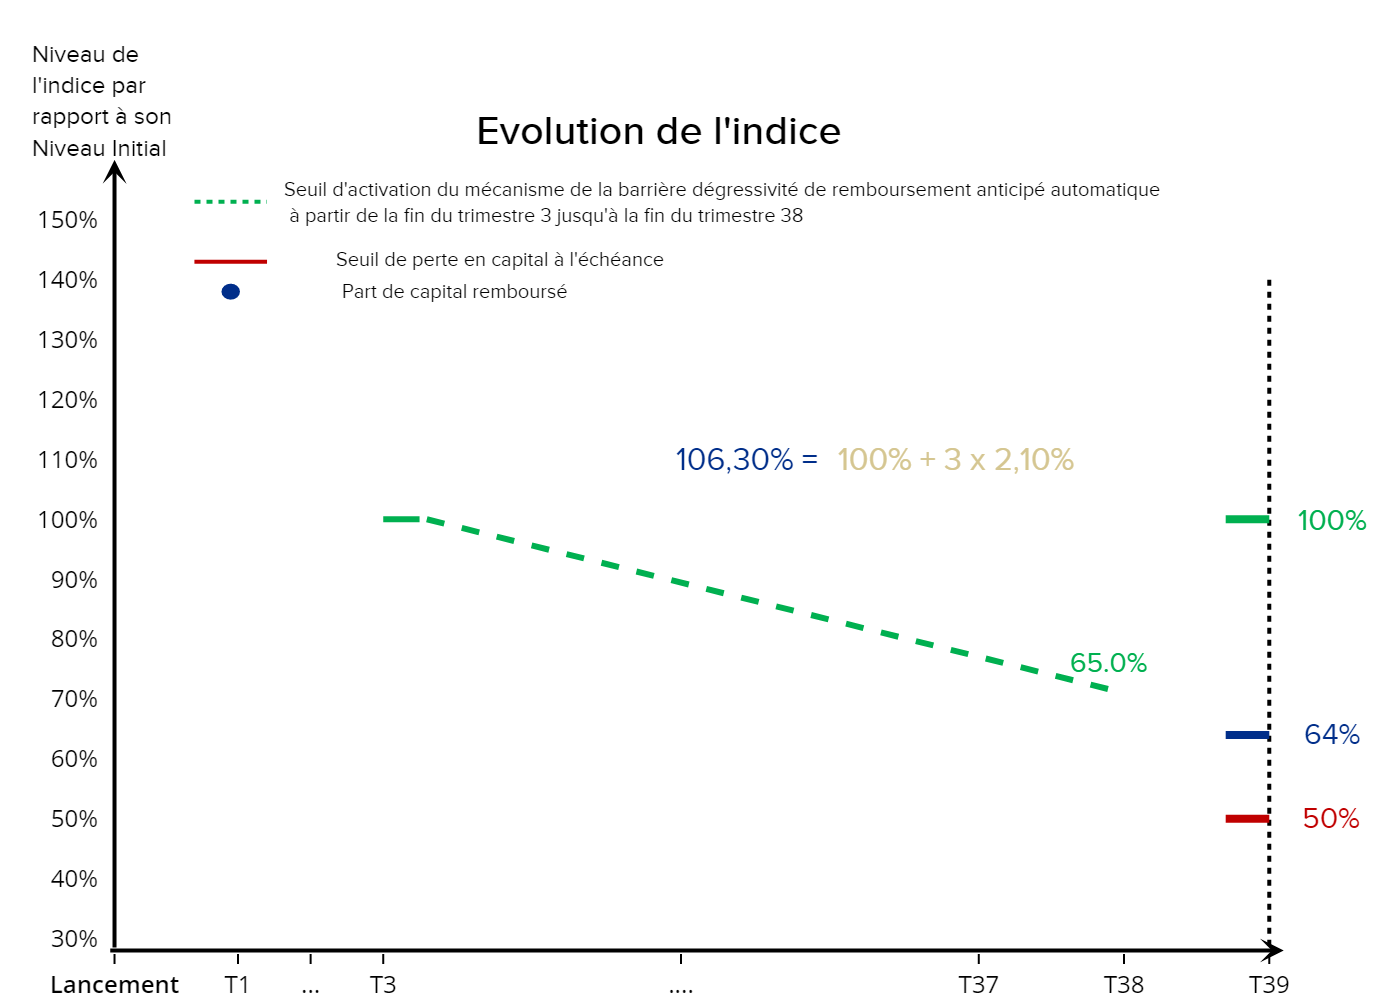 Niveau de
l'indice par
rapport à son
Niveau Initial
Evolution de l'indice
Seuil d'activation du mécanisme de la barrière dégressivité de remboursement anticipé automatique
à partir de la fin du trimestre 3 jusqu'à la fin du trimestre 38
Seuil de perte en capital à l'échéance
Part de capital remboursé
150%
140%
130%
120%
110%
106,30% = 100% + 3 x 2,10%
100%
100%
90%
80%
65.0%
70%
64%
60%
50%
50%
40%
30%
Lancement T1 ... T3 .... T37 T38 T39